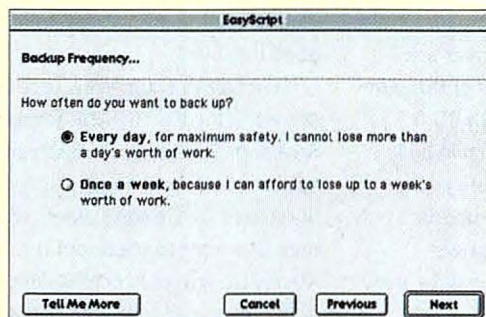 EasyScript
Backup Frequency...
How often do you want to back up?
Every day, for maximum safety. I cannot lose more than
a day's worth of work.
Once a week, because I can afford to lose up to a week's
worth of work.
Tell Me More Cancel Previous Next